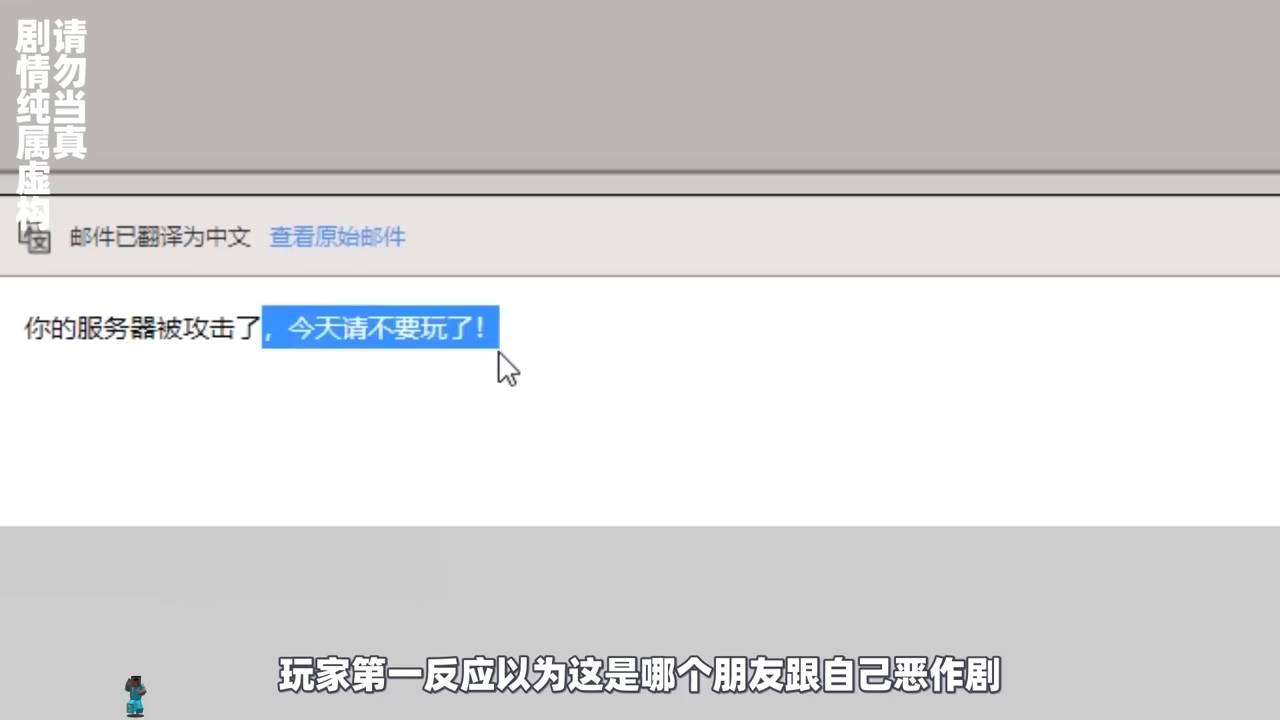 请勿当真
剧情纯属虚构
邮件已翻译为中文 查看原始邮件
你的服务器被攻击了，今天请不要玩了！
玩家第一反应以为这是哪个朋友跟自己恶作剧